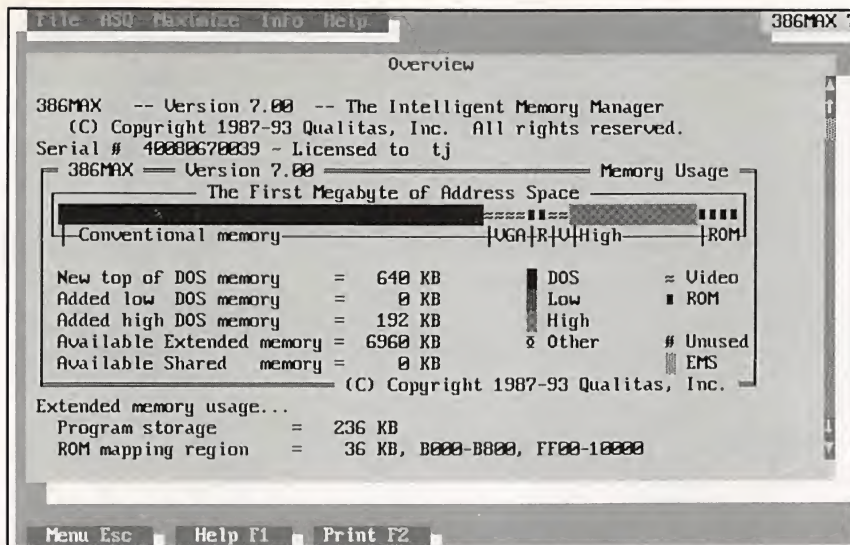 File ASQ Maximize Info Help
386MAX 7
Overview
386MAX -- Version 7.00 -- The Intelligent Memory Manager
(C) Copyright 1987-93 Qualitas, Inc. All rights reserved.
Serial # 40080670039 - Licensed to tj
386MAX Version 7.00 Memory Usage
The First Megabyte of Address Space
Conventional memory VGA R V High ROM
New top of DOS memory = 640 KB DOS ≈ Video
Added low DOS memory = 0 KB Low ▪ ROM
Added high DOS memory = 192 KB High
Available Extended memory = 6960 KB Other # Unused
Available Shared memory = 0 KB EMS
(C) Copyright 1987-93 Qualitas, Inc.
Extended memory usage...
Program storage = 236 KB
ROM mapping region = 36 KB, B000-B800, FF00-10000
Menu Esc Help F1 Print F2